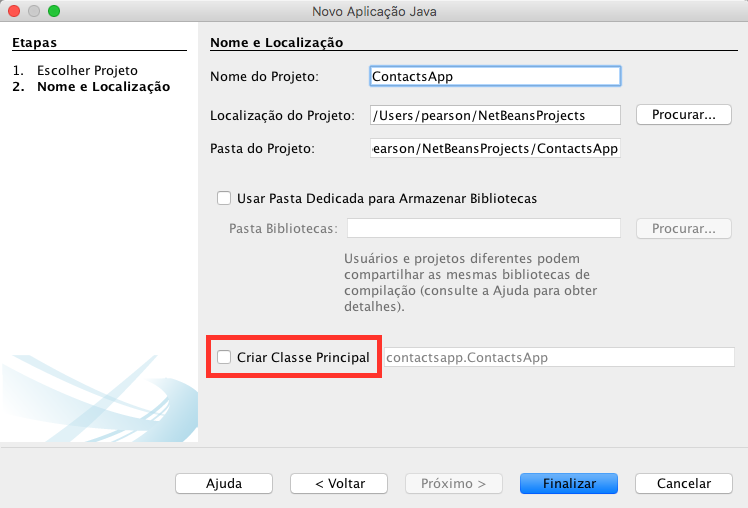 Novo Aplicação Java
Etapas
1. Escolher Projeto
2. Nome e Localização
Nome e Localização
Nome do Projeto: ContactsApp
Localização do Projeto: /Users/pearson/NetBeansProjects Procurar...
Pasta do Projeto: earson/NetBeansProjects/ContactsApp
Usar Pasta Dedicada para Armazenar Bibliotecas
Pasta Bibliotecas: Procurar...
Usuários e projetos diferentes podem
compartilhar as mesmas bibliotecas de
compilação (consulte a Ajuda para obter
detalhes).
Criar Classe Principal contactsapp.ContactsApp
Ajuda < Voltar Próximo > Finalizar Cancelar